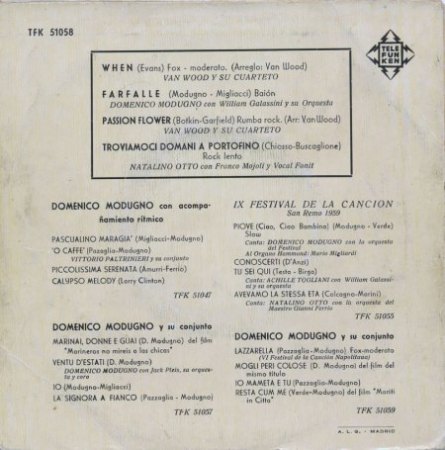 TFK 51058
TELE
FUN
KEN
WHEN (Evans) Fox - moderato. (Arreglo: Van Wood)
VAN WOOD Y SU CUARTETO
FARFALLE (Modugno - Migliacci) Baión
DOMENICO MODUGNO con William Galassini y su Orquesta
PASSION FLOWER (Botkin-Garfield) Rumba rock. (Arr: Van Wood)
VAN WOOD Y SU CUARTETO
TROVIAMOCI DOMANI A PORTOFINO (Chiosso-Buscaglione)
Rock lento
NATALINO OTTO con Franco Mojoli y Vocal Fonit
DOMENICO MODUGNO con acompa-
ñamiento rítmico
PASCUALINO MARAGIA' (Migliacci-Modugno)
'O CAFFE' (Pazaglia-Modugno)
VITTORIO PALTRINIERI y su conjunto
PICCOLISSIMA SERENATA (Amurri-Ferrio)
CALYPSO MELODY (Larry Clinton)
TFK 51047
IX FESTIVAL DE LA CANCION
San Remo 1959
PIOVE (Ciao, Ciao Bambina) (Modugno - Verde)
Slow
Canta: DOMENICO MODUGNO con la orquesta
del Festival
Al Organo Hammond: Mario Migliardi
CONOSCERTI (D'Anzi)
TU SEI QUI (Testa - Birga)
Canta: ACHILLE TOGLIANI con William Galassi-
ni y su orquesta
AVEVAMO LA STESSA ETA (Calcagno-Marini)
Canta: NATALINO OTTO con la orquesta del
Maestro Gianni Ferrio
TFK 51055
DOMENICO MODUGNO y su conjunto
MARINAI, DONNE E GUAI (D. Modugno) del film
"Marineros no mireis a las chicas"
VENTU D'ESTATI (D. Modugno)
DOMENICO MODUGNO con Jack Pleis, su orques-
ta y coro
IO (Modugno-Migliacci)
LA SIGNORA A FIANCO (Pazzaglia - Modugno)
TFK 51057
DOMENICO MODUGNO y su conjunto
LAZZARELLA (Pazzaglia-Modugno) Fox-moderato
(VI Festival de la Canción Napolitana)
MOGLI PERI COLOSE (D. Modugno) del film del
mismo título
IO MAMETA E TU (Pazzaglia-Modugno)
RESTA CUM ME (Verde-Modugno) del film "Mariti
in Citta"
TFK 51059
A. L. G. - MADRID